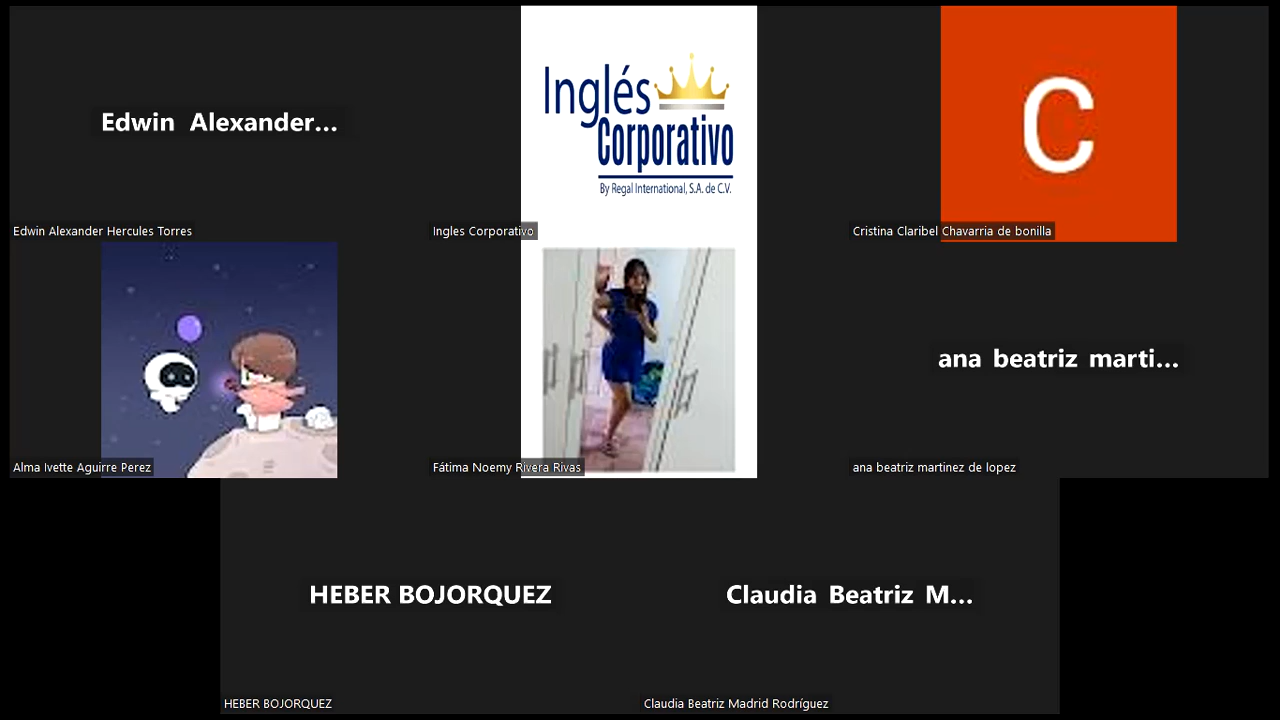 Edwin Alexander...
Edwin Alexander Hercules Torres
Inglés
Corporativo
By Regal International, S.A. de C.V.
Ingles Corporativo
C
Cristina Claribel Chavarria de bonilla
Alma Ivette Aguirre Perez
Fátima Noemy Rivera Rivas
ana beatriz marti...
ana beatriz martinez de lopez
HEBER BOJORQUEZ
HEBER BOJORQUEZ
Claudia Beatriz M...
Claudia Beatriz Madrid Rodríguez